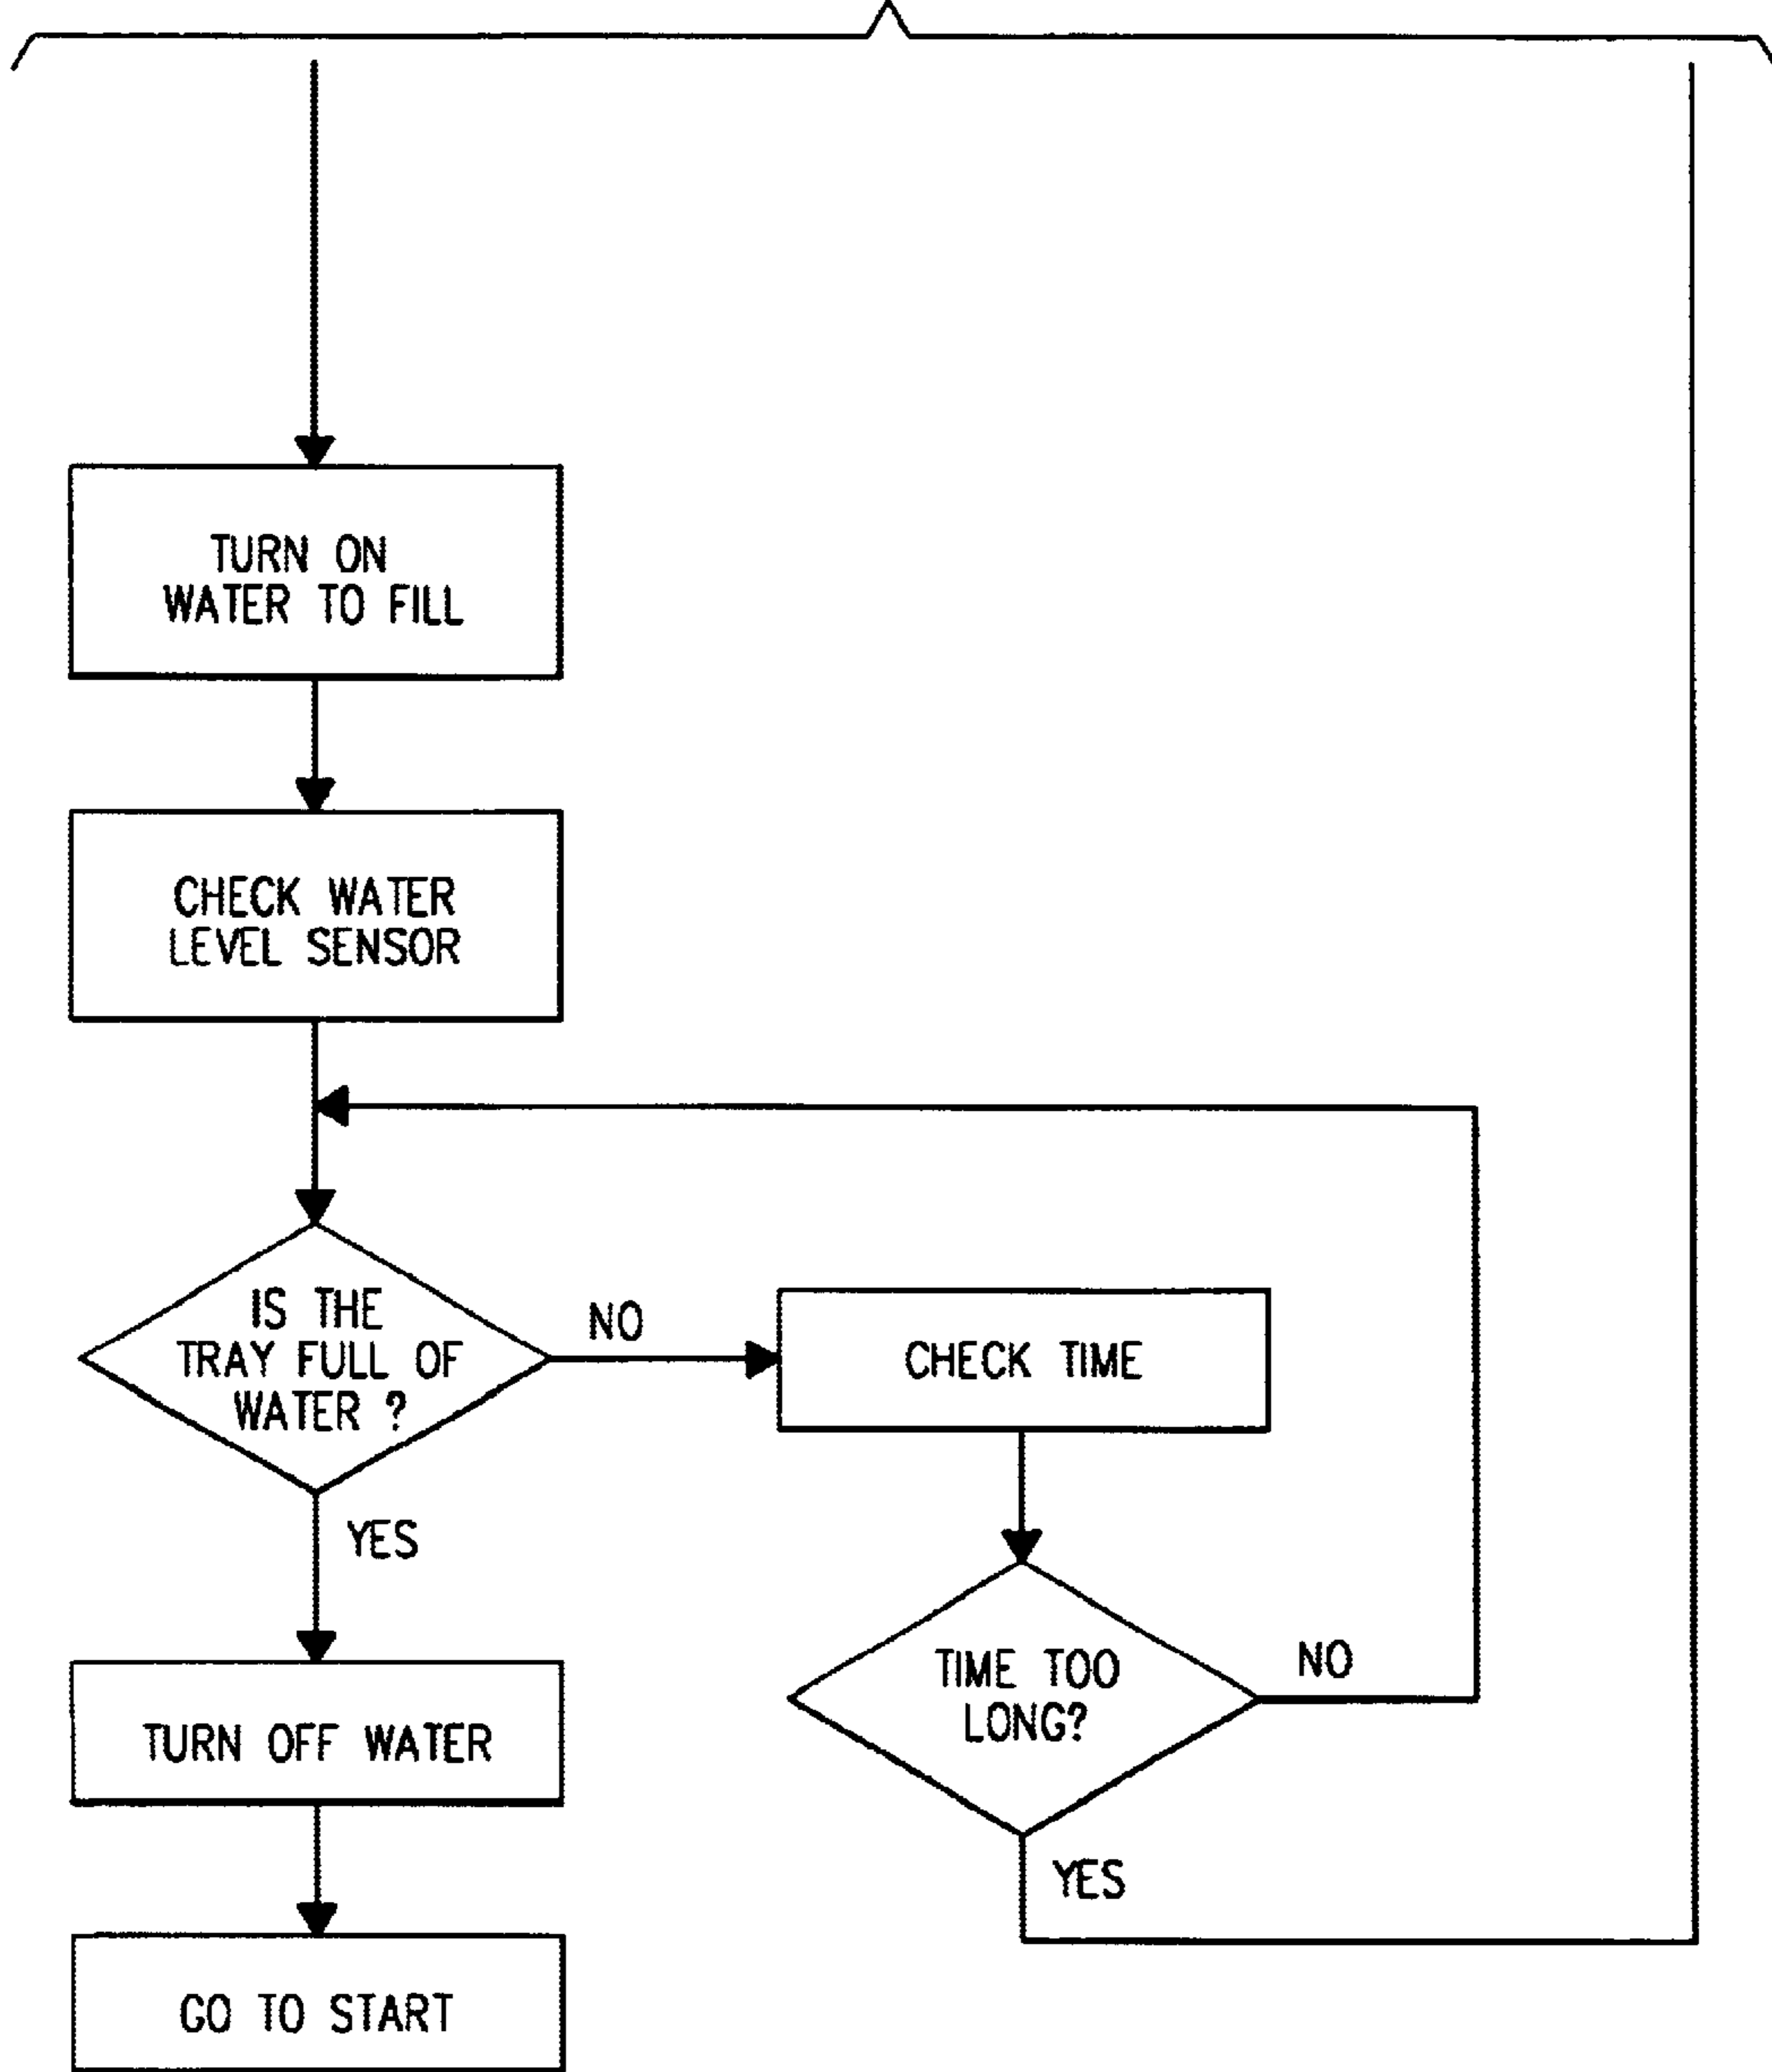 TURN ON
WATER TO FILL
CHECK WATER
LEVEL SENSOR
IS THE
TRAY FULL OF
WATER ?
NO
CHECK TIME
YES
TIME TOO
LONG?
NO
YES
TURN OFF WATER
GO TO START